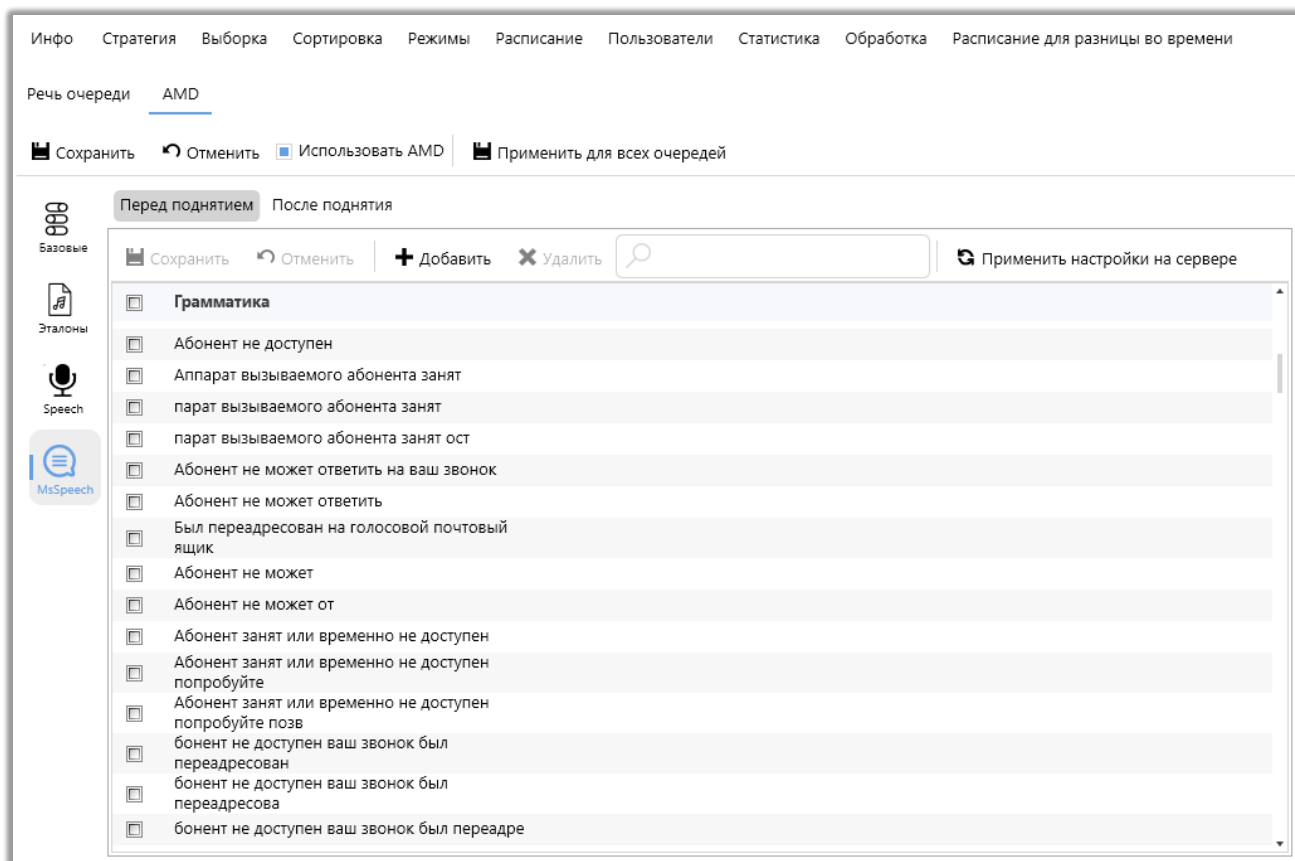 Инфо Стратегия Выборка Сортировка Режимы Расписание Пользователи Статистика Обработка Расписание для разницы во времени
Речь очереди AMD
Сохранить Отменить Использовать AMD Применить для всех очередей
Перед поднятием После поднятия
Базовые
Эталоны
Speech
MsSpeech
Сохранить Отменить Добавить Удалить Применить настройки на сервере
Грамматика
Абонент не доступен
Аппарат вызываемого абонента занят
парат вызываемого абонента занят
парат вызываемого абонента занят ост
Абонент не может ответить на ваш звонок
Абонент не может ответить
Был переадресован на голосовой почтовый
ящик
Абонент не может
Абонент не может от
Абонент занят или временно не доступен
Абонент занят или временно не доступен
попробуйте
Абонент занят или временно не доступен
попробуйте позв
бонент не доступен ваш звонок был
переадресован
бонент не доступен ваш звонок был
переадресова
бонент не доступен ваш звонок был переадре